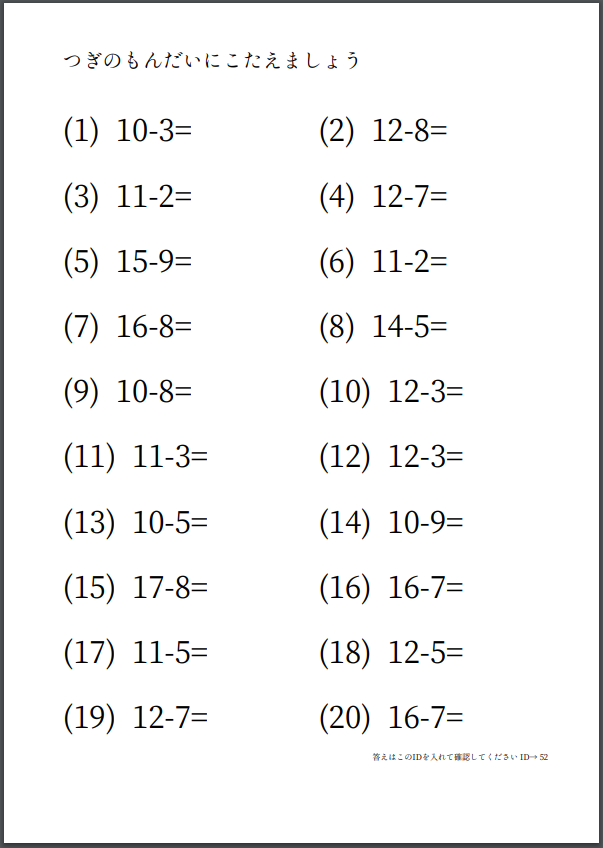 つぎのもんだいにこたえましょう
(1) 10-3= (2) 12-8=
(3) 11-2= (4) 12-7=
(5) 15-9= (6) 11-2=
(7) 16-8= (8) 14-5=
(9) 10-8= (10) 12-3=
(11) 11-3= (12) 12-3=
(13) 10-5= (14) 10-9=
(15) 17-8= (16) 16-7=
(17) 11-5= (18) 12-5=
(19) 12-7= (20) 16-7=
答えはこのIDを入れて確認してください ID→ 52